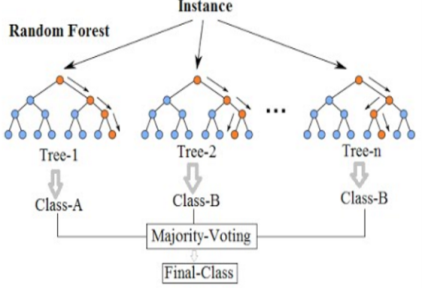 Instance
Random Forest
...
Tree-1
Tree-2
Tree-n
Class-A
Class-B
Class-B
Majority-Voting
Final-Class